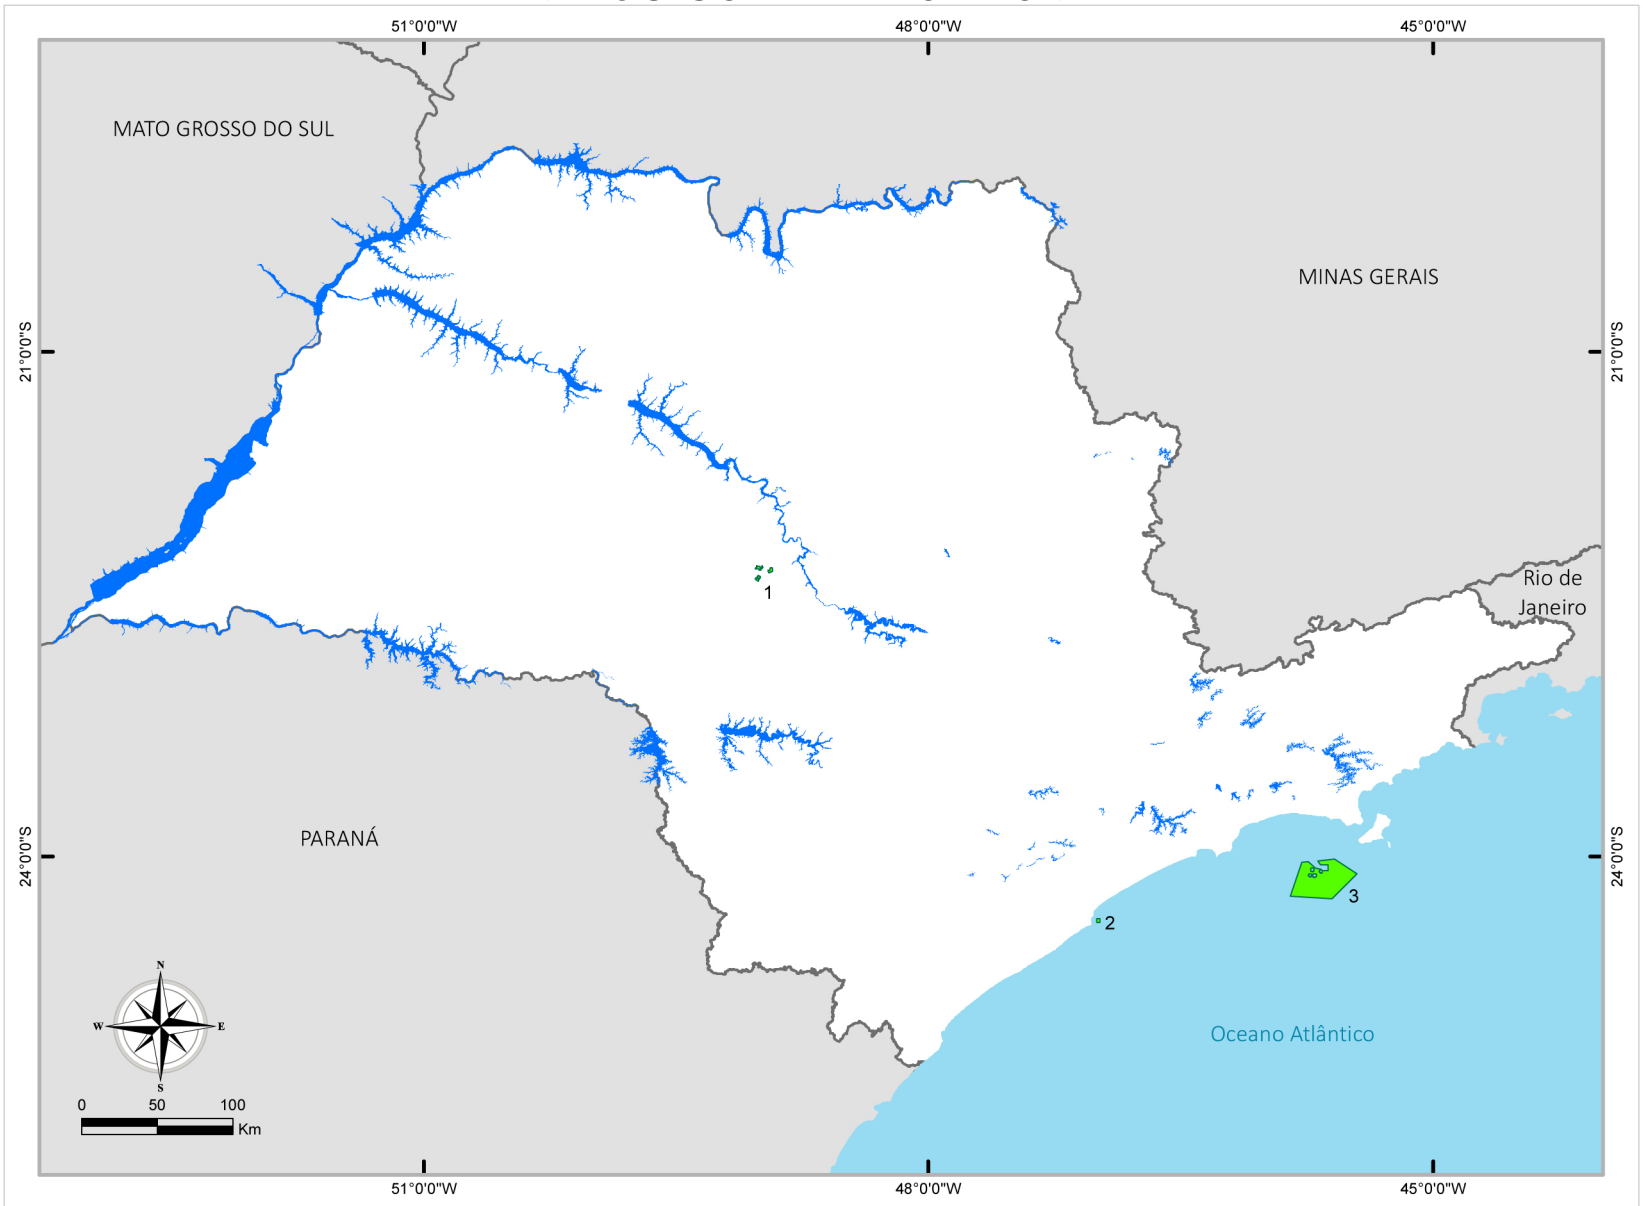 51°0'0"W
48°0'0"W
45°0'0"W
MATO GROSSO DO SUL
MINAS GERAIS
21°0'0"S
21°0'0"S
Rio de
Janeiro
1
PARANÁ
24°0'0"S
24°0'0"S
3
2
N
W
E
S
Oceano Atlântico
0 50 100
Km
51°0'0"W
48°0'0"W
45°0'0"W